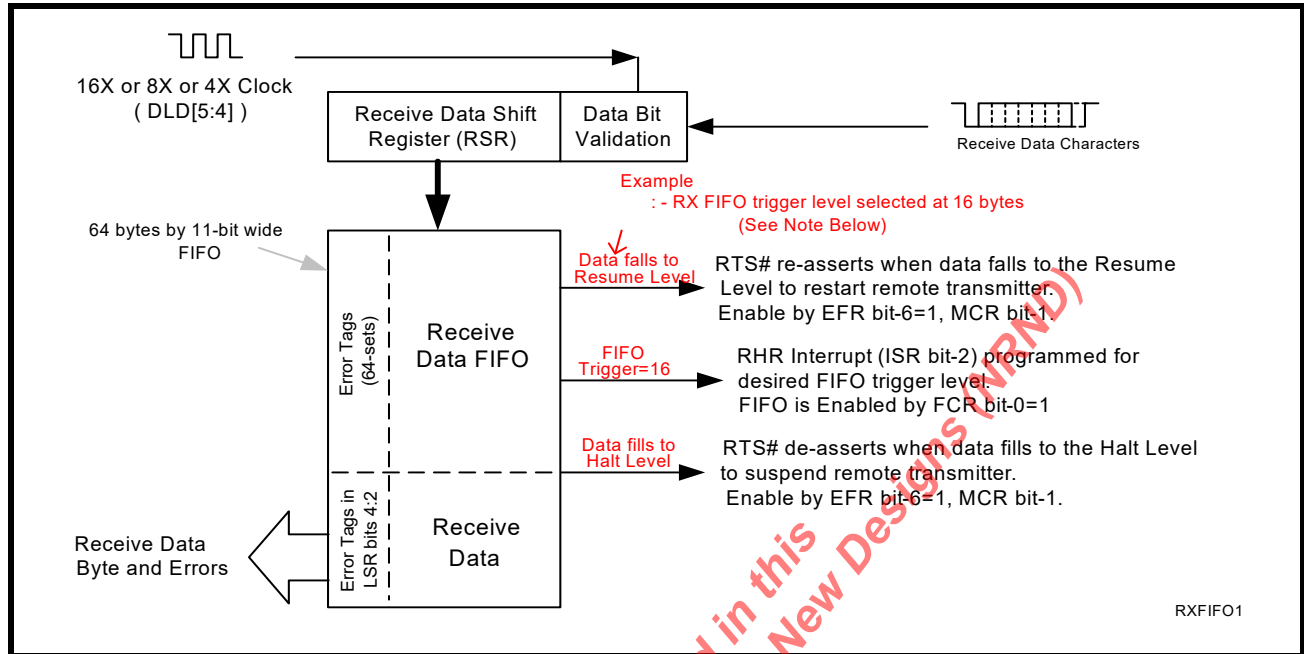 16X or 8X or 4X Clock
( DLD[5:4] )
Receive Data Shift
Register (RSR)
Data Bit
Validation
Receive Data Characters
Example
: - RX FIFO trigger level selected at 16 bytes
(See Note Below)
64 bytes by 11-bit wide
FIFO
Error Tags
(64-sets)
Receive
Data FIFO
Data falls to
Resume Level
RTS# re-asserts when data falls to the Resume
Level to restart remote transmitter.
Enable by EFR bit-6=1, MCR bit-1.
FIFO
Trigger=16
RHR Interrupt (ISR bit-2) programmed for
desired FIFO trigger level.
FIFO is Enabled by FCR bit-0=1
Data fills to
Halt Level
RTS# de-asserts when data fills to the Halt Level
to suspend remote transmitter.
Enable by EFR bit-6=1, MCR bit-1.
Error Tags in
LSR bits 4:2
Receive
Data
Receive Data
Byte and Errors
RXFIFO1
in this
New Designs (NRND)